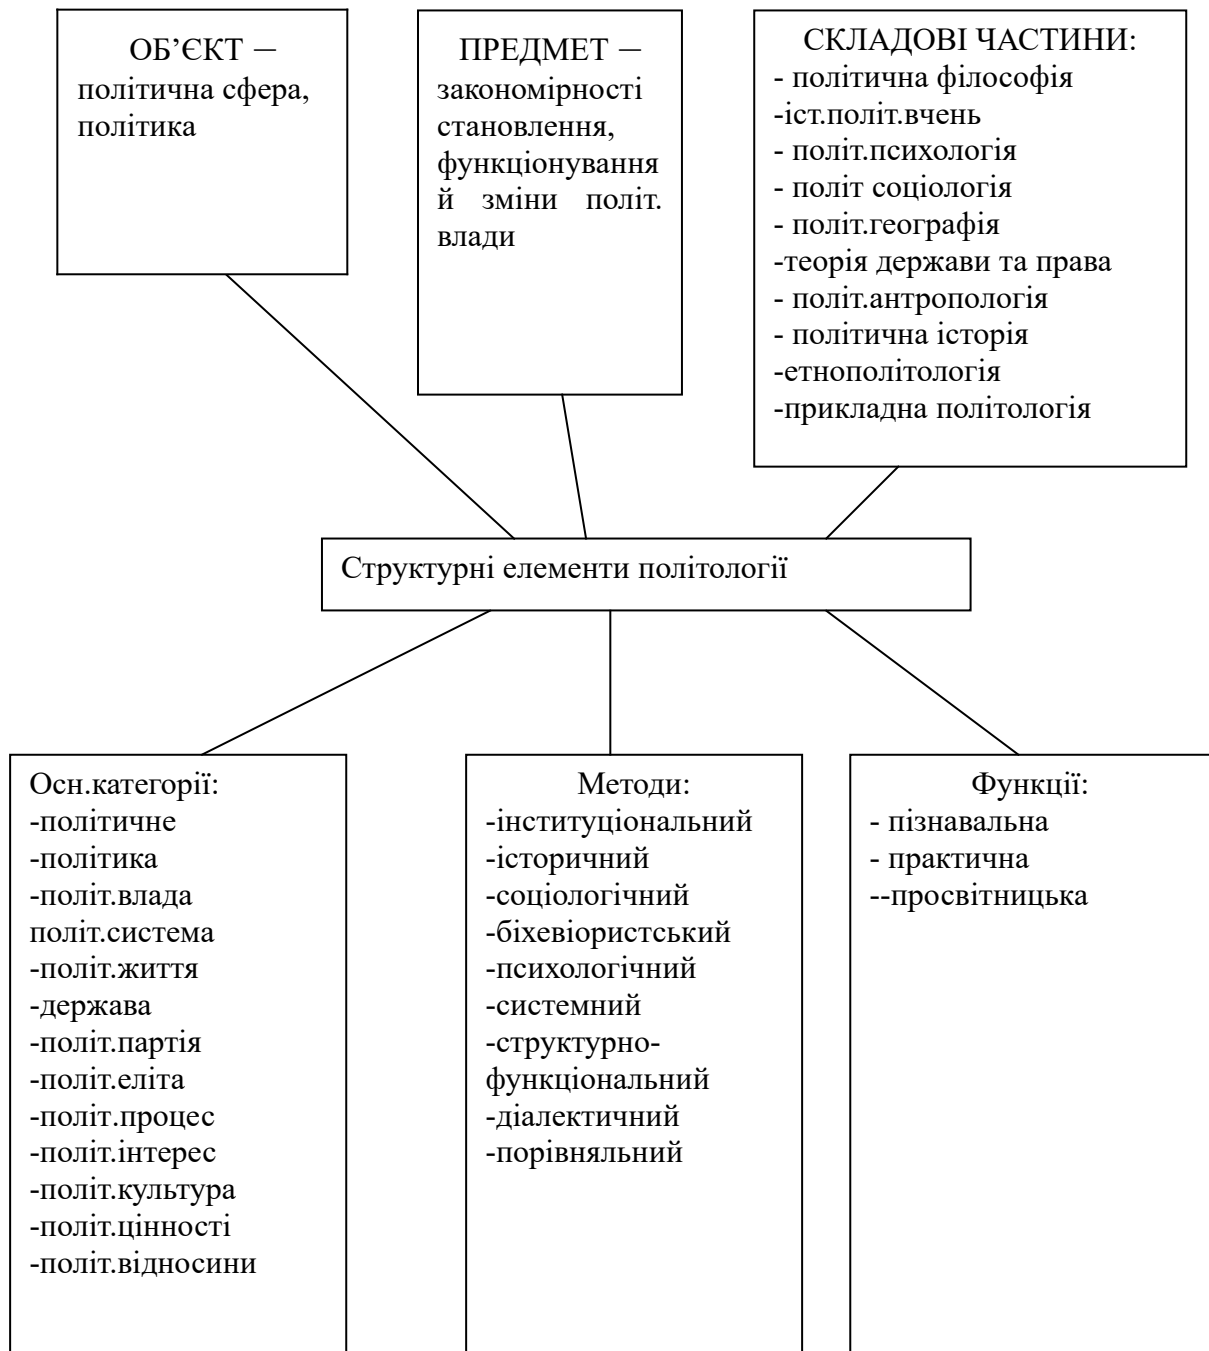 ОБ’ЄКТ —
політична сфера,
політика
ПРЕДМЕТ —
закономірності
становлення,
функціонування
й зміни політ.
влади
СКЛАДОВІ ЧАСТИНИ:
- політична філософія
-іст.політ.вчень
- політ.психологія
- політ соціологія
- політ.географія
-теорія держави та права
- політ.антропологія
- політична історія
-етнополітологія
-прикладна політологія
Структурні елементи політології
Осн.категорії:
-політичне
-політика
-політ.влада
політ.система
-політ.життя
-держава
-політ.партія
-політ.еліта
-політ.процес
-політ.інтерес
-політ.культура
-політ.цінності
-політ.відносини
Методи:
-інституціональний
-історичний
-соціологічний
-біхевіористський
-психологічний
-системний
-структурно-
функціональний
-діалектичний
-порівняльний
Функції:
- пізнавальна
- практична
--просвітницька